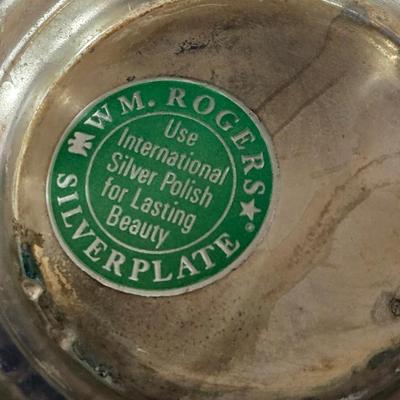 WM. ROGERS
Use
International
Silver Polish
for Lasting
Beauty
SILVERPLATE